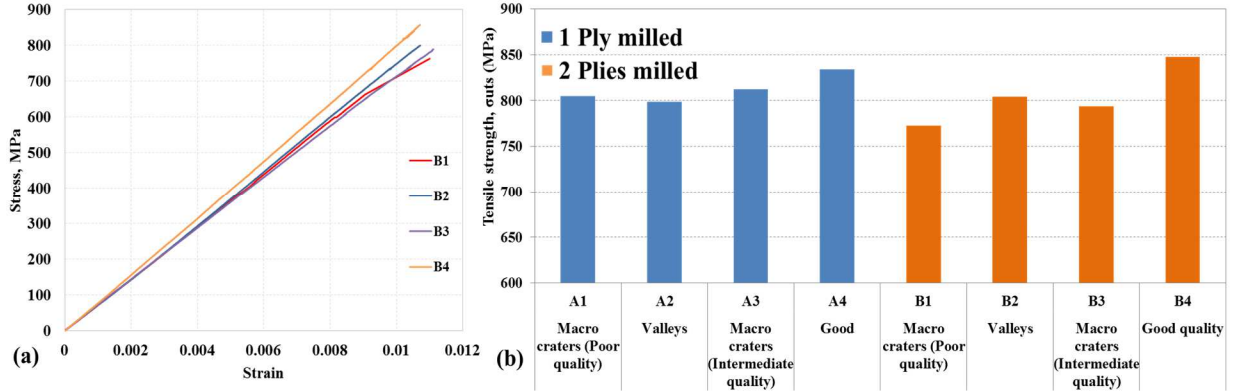 900
800
700
600
500
400
300
200
100
0
Stress, MPa
B1
B2
B3
B4
0
0.002
0.004
0.006
0.008
0.01
0.012
Strain
(a)
900
850
800
750
700
650
600
Tensile strength, σuts (MPa)
1 Ply milled
2 Plies milled
A1
A2
A3
A4
B1
B2
B3
B4
Macro
craters (Poor
quality)
Valleys
Macro
craters
(Intermediate
quality)
Good
Macro
craters (Poor
quality)
Valleys
Macro
craters
(Intermediate
quality)
Good quality
(b)